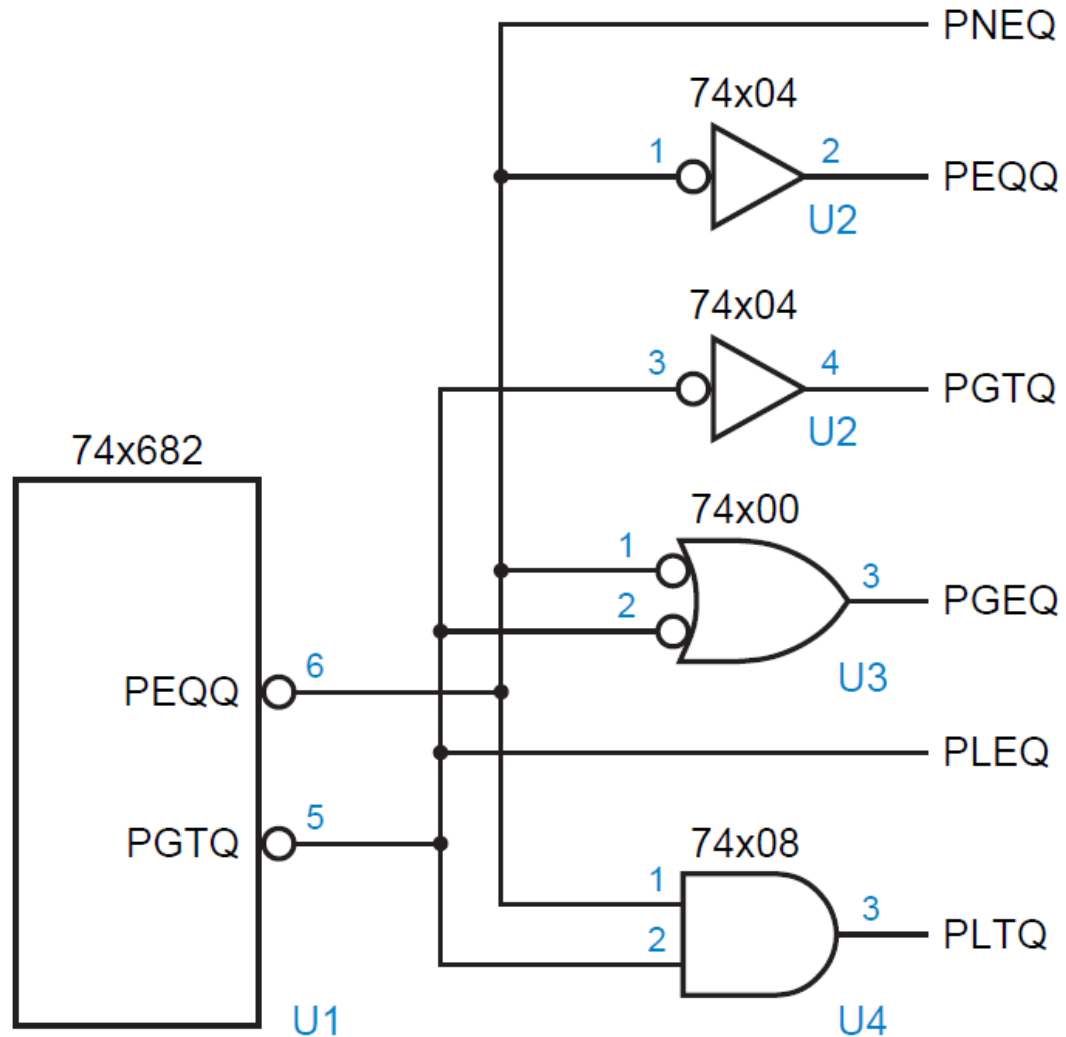 PNEQ
74x04
1 2 PEQQ
U2
74x04
3 4 PGTQ
U2
74x682
74x00
1
2 3 PGEQ
U3
PEQQ 6
PLEQ
PGTQ 5
74x08
1
2 3 PLTQ
U1 U4